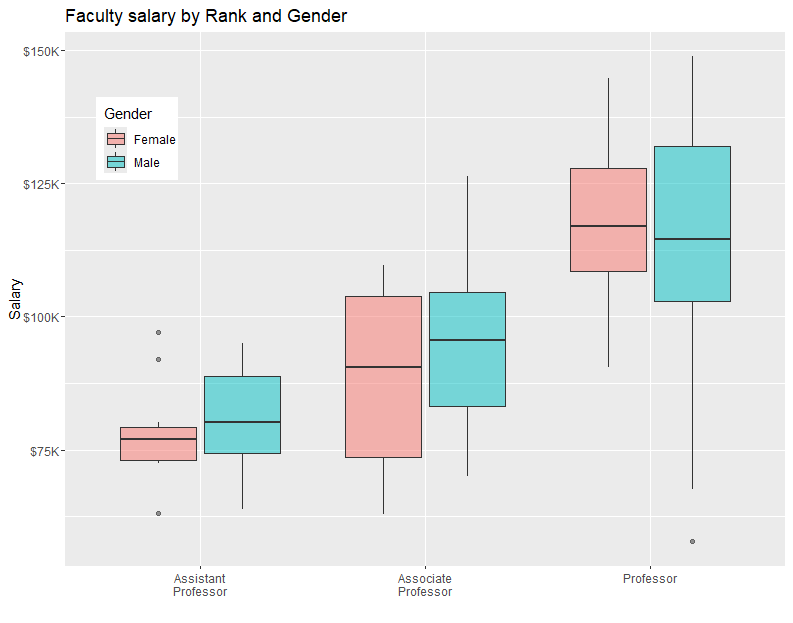 Faculty salary by Rank and Gender
$150K
$125K
$100K
$75K
Salary
Gender
Female
Male
Assistant
Professor
Associate
Professor
Professor